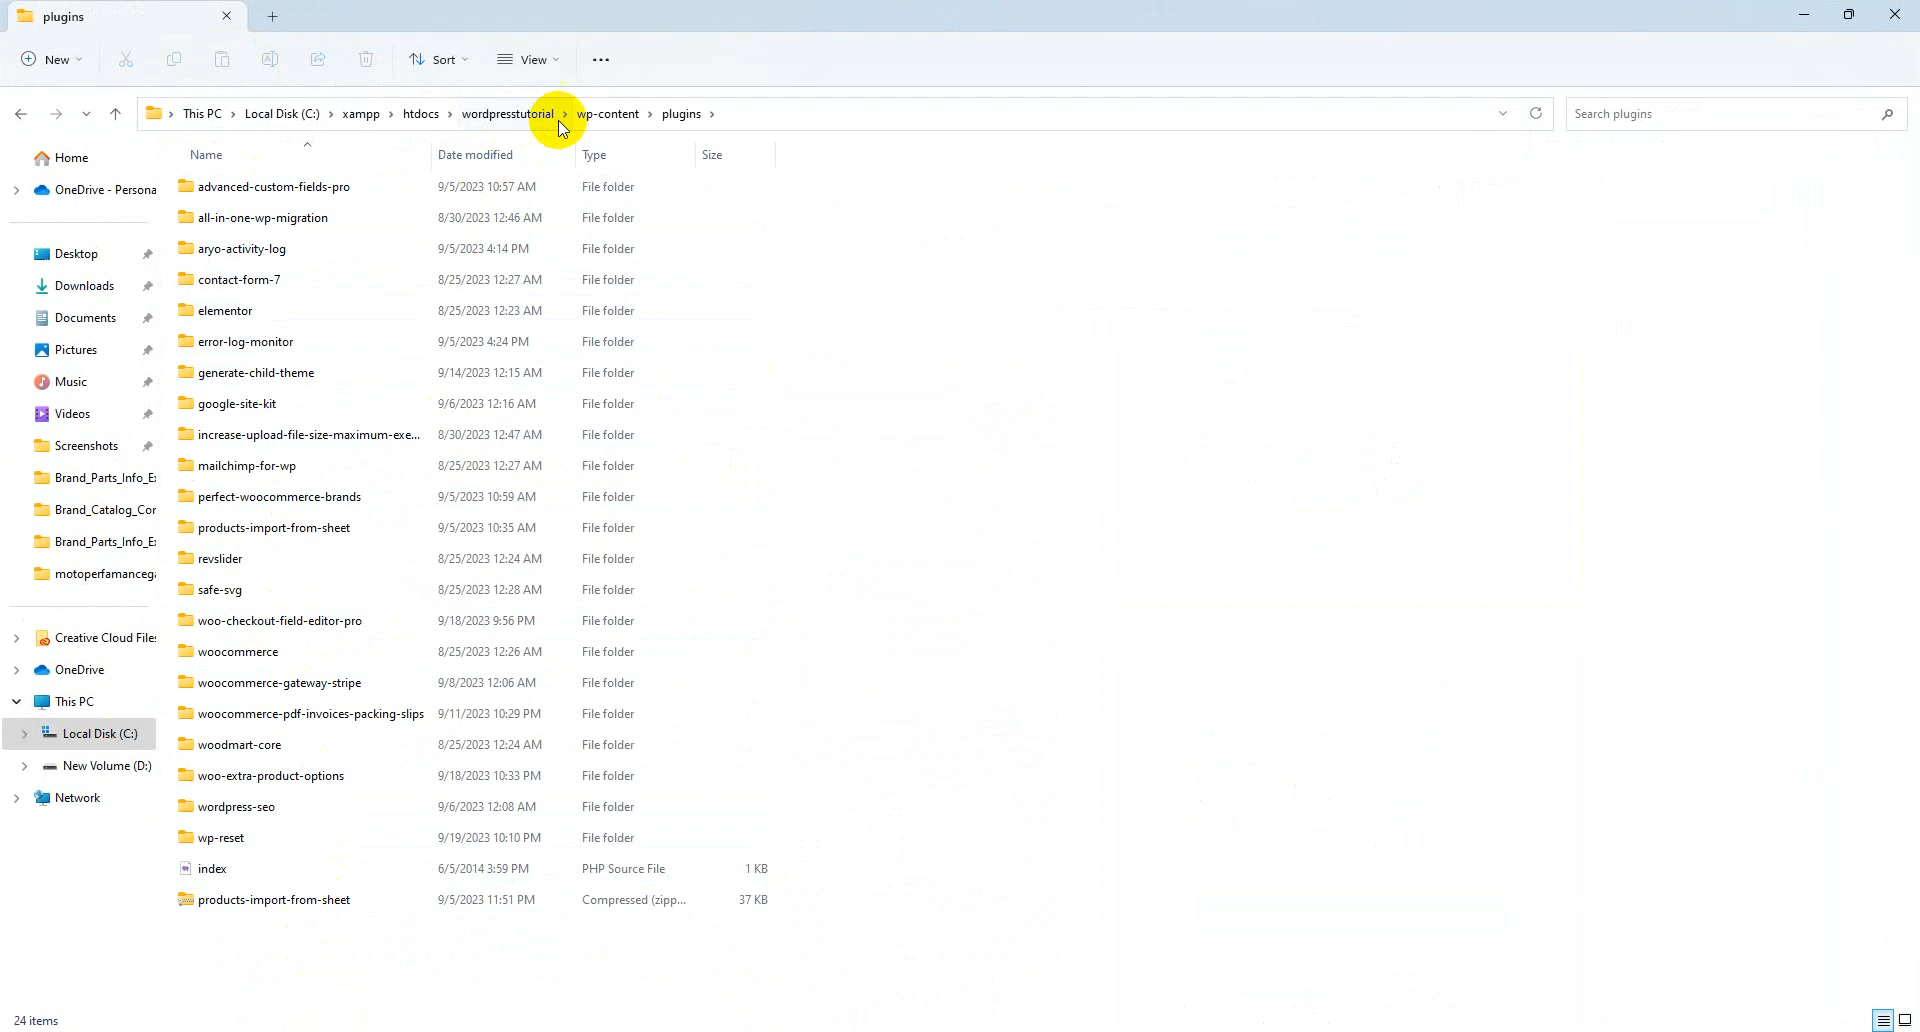 plugins
New
Sort
View
This PC > Local Disk (C:) > xampp > htdocs > wordpresstutorial > wp-content > plugins >
Search plugins
Home
OneDrive - Persona
Desktop
Downloads
Documents
Pictures
Music
Videos
Screenshots
Brand_Parts_Info_E
Brand_Catalog_Cor
Brand_Parts_Info_E
motoperfamancega
Creative Cloud Files
OneDrive
This PC
Local Disk (C:)
New Volume (D:)
Network
Name Date modified Type Size
advanced-custom-fields-pro 9/5/2023 10:57 AM File folder
all-in-one-wp-migration 8/30/2023 12:46 AM File folder
aryo-activity-log 9/5/2023 4:14 PM File folder
contact-form-7 8/25/2023 12:27 AM File folder
elementor 8/25/2023 12:23 AM File folder
error-log-monitor 9/5/2023 4:24 PM File folder
generate-child-theme 9/14/2023 12:15 AM File folder
google-site-kit 9/6/2023 12:16 AM File folder
increase-upload-file-size-maximum-exe... 8/30/2023 12:47 AM File folder
mailchimp-for-wp 8/25/2023 12:27 AM File folder
perfect-woocommerce-brands 9/5/2023 10:59 AM File folder
products-import-from-sheet 9/5/2023 10:35 AM File folder
revslider 8/25/2023 12:24 AM File folder
safe-svg 8/25/2023 12:28 AM File folder
woo-checkout-field-editor-pro 9/18/2023 9:56 PM File folder
woocommerce 8/25/2023 12:26 AM File folder
woocommerce-gateway-stripe 9/8/2023 12:06 AM File folder
woocommerce-pdf-invoices-packing-slips 9/11/2023 10:29 PM File folder
woodmart-core 8/25/2023 12:24 AM File folder
woo-extra-product-options 9/18/2023 10:33 PM File folder
wordpress-seo 9/6/2023 12:08 AM File folder
wp-reset 9/19/2023 10:10 PM File folder
index 6/5/2014 3:59 PM PHP Source File 1 KB
products-import-from-sheet 9/5/2023 11:51 PM Compressed (zipp... 37 KB
24 items